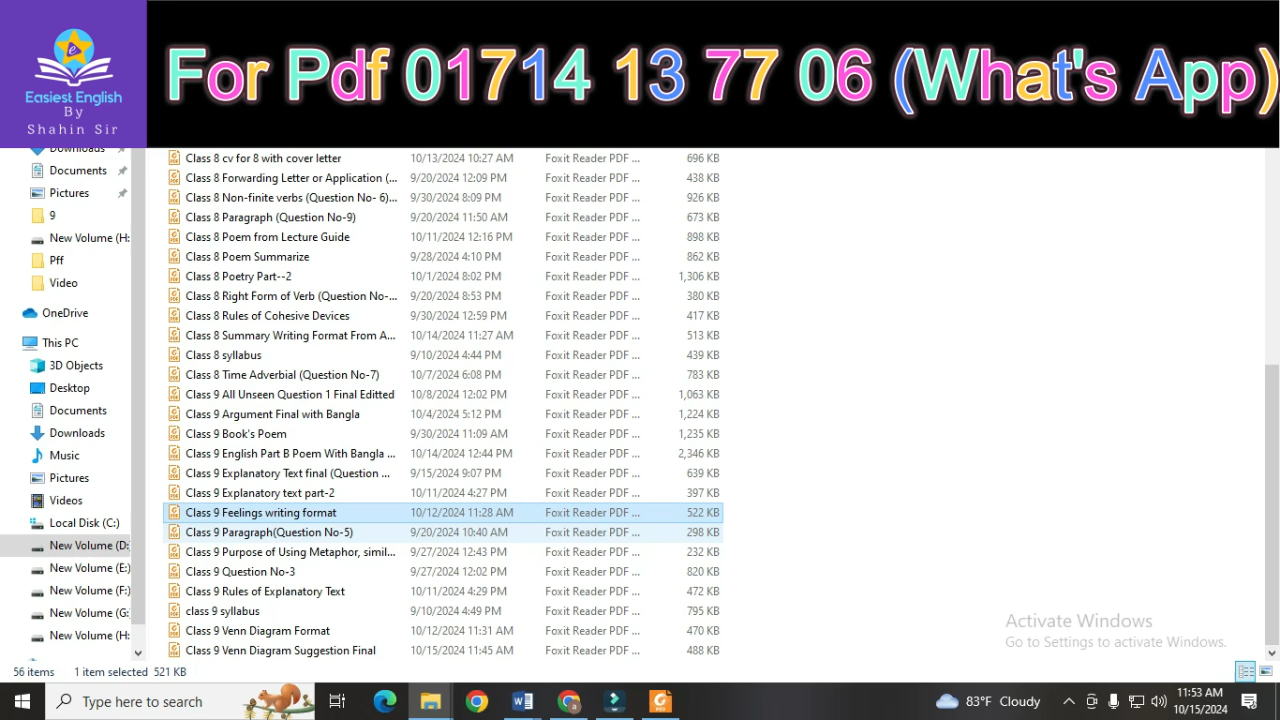 For Pdf 01714 13 77 06 (What's App)
e
Easiest English
By
Shahin Sir
Downloads
Documents
Pictures
9
New Volume (H:
Pff
Video
OneDrive
This PC
3D Objects
Desktop
Documents
Downloads
Music
Pictures
Videos
Local Disk (C:)
New Volume (D:
New Volume (E:)
New Volume (F:)
New Volume (G:
New Volume (H:
Class 8 cv for 8 with cover letter 10/13/2024 10:27 AM Foxit Reader PDF ... 696 KB
Class 8 Forwarding Letter or Application (... 9/20/2024 12:09 PM Foxit Reader PDF ... 438 KB
Class 8 Non-finite verbs (Question No- 6)... 9/30/2024 8:09 PM Foxit Reader PDF ... 926 KB
Class 8 Paragraph (Question No-9) 9/20/2024 11:50 AM Foxit Reader PDF ... 673 KB
Class 8 Poem from Lecture Guide 10/11/2024 12:16 PM Foxit Reader PDF ... 898 KB
Class 8 Poem Summarize 9/28/2024 4:10 PM Foxit Reader PDF ... 862 KB
Class 8 Poetry Part--2 10/1/2024 8:02 PM Foxit Reader PDF ... 1,306 KB
Class 8 Right Form of Verb (Question No-... 9/20/2024 8:53 PM Foxit Reader PDF ... 380 KB
Class 8 Rules of Cohesive Devices 9/30/2024 12:59 PM Foxit Reader PDF ... 417 KB
Class 8 Summary Writing Format From A... 10/14/2024 11:27 AM Foxit Reader PDF ... 513 KB
Class 8 syllabus 9/10/2024 4:44 PM Foxit Reader PDF ... 439 KB
Class 8 Time Adverbial (Question No-7) 10/7/2024 6:08 PM Foxit Reader PDF ... 783 KB
Class 9 All Unseen Question 1 Final Editted 10/8/2024 12:02 PM Foxit Reader PDF ... 1,063 KB
Class 9 Argument Final with Bangla 10/4/2024 5:12 PM Foxit Reader PDF ... 1,224 KB
Class 9 Book's Poem 9/30/2024 11:09 AM Foxit Reader PDF ... 1,235 KB
Class 9 English Part B Poem With Bangla ... 10/14/2024 12:44 PM Foxit Reader PDF ... 2,346 KB
Class 9 Explanatory Text final (Question ... 9/15/2024 9:07 PM Foxit Reader PDF ... 639 KB
Class 9 Explanatory text part-2 10/11/2024 4:27 PM Foxit Reader PDF ... 397 KB
Class 9 Feelings writing format 10/12/2024 11:28 AM Foxit Reader PDF ... 522 KB
Class 9 Paragraph(Question No-5) 9/20/2024 10:40 AM Foxit Reader PDF ... 298 KB
Class 9 Purpose of Using Metaphor, simil... 9/27/2024 12:43 PM Foxit Reader PDF ... 232 KB
Class 9 Question No-3 9/27/2024 12:02 PM Foxit Reader PDF ... 820 KB
Class 9 Rules of Explanatory Text 10/11/2024 4:29 PM Foxit Reader PDF ... 472 KB
class 9 syllabus 9/10/2024 4:49 PM Foxit Reader PDF ... 795 KB
Class 9 Venn Diagram Format 10/12/2024 11:31 AM Foxit Reader PDF ... 470 KB
Class 9 Venn Diagram Suggestion Final 10/15/2024 11:45 AM Foxit Reader PDF ... 488 KB
Activate Windows
Go to Settings to activate Windows.
56 items 1 item selected 521 KB
Type here to search
83°F Cloudy
11:53 AM
10/15/2024